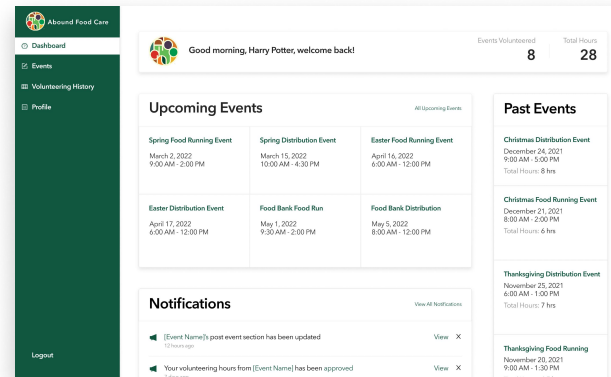 Abound Food Care
Dashboard
Events
Volunteering History
Profile
Logout
Good morning, Harry Potter, welcome back!
Events Volunteered
8
Total Hours
28
Upcoming Events
All Upcoming Events
Spring Food Running Event
March 2, 2022
9:00 AM - 2:00 PM
Spring Distribution Event
March 15, 2022
10:00 AM - 4:30 PM
Easter Food Running Event
April 16, 2022
6:00 AM - 12:00 PM
Easter Distribution Event
April 17, 2022
6:00 AM - 12:00 PM
Food Bank Food Run
May 1, 2022
9:30 AM - 2:00 PM
Food Bank Distribution
May 5, 2022
8:00 AM - 12:00 PM
Notifications
View All Notifications
[Event Name]'s post event section has been updated
12 hours ago
View X
Your volunteering hours from [Event Name] has been approved
View X
Past Events
Christmas Distribution Event
December 24, 2021
9:00 AM - 5:00 PM
Total Hours: 8 hrs
Christmas Food Running Event
December 21, 2021
8:00 AM - 2:00 PM
Total Hours: 6 hrs
Thanksgiving Distribution Event
November 25, 2021
6:00 AM - 1:00 PM
Total Hours: 7 hrs
Thanksgiving Food Running
November 20, 2021
9:00 AM - 1:30 PM